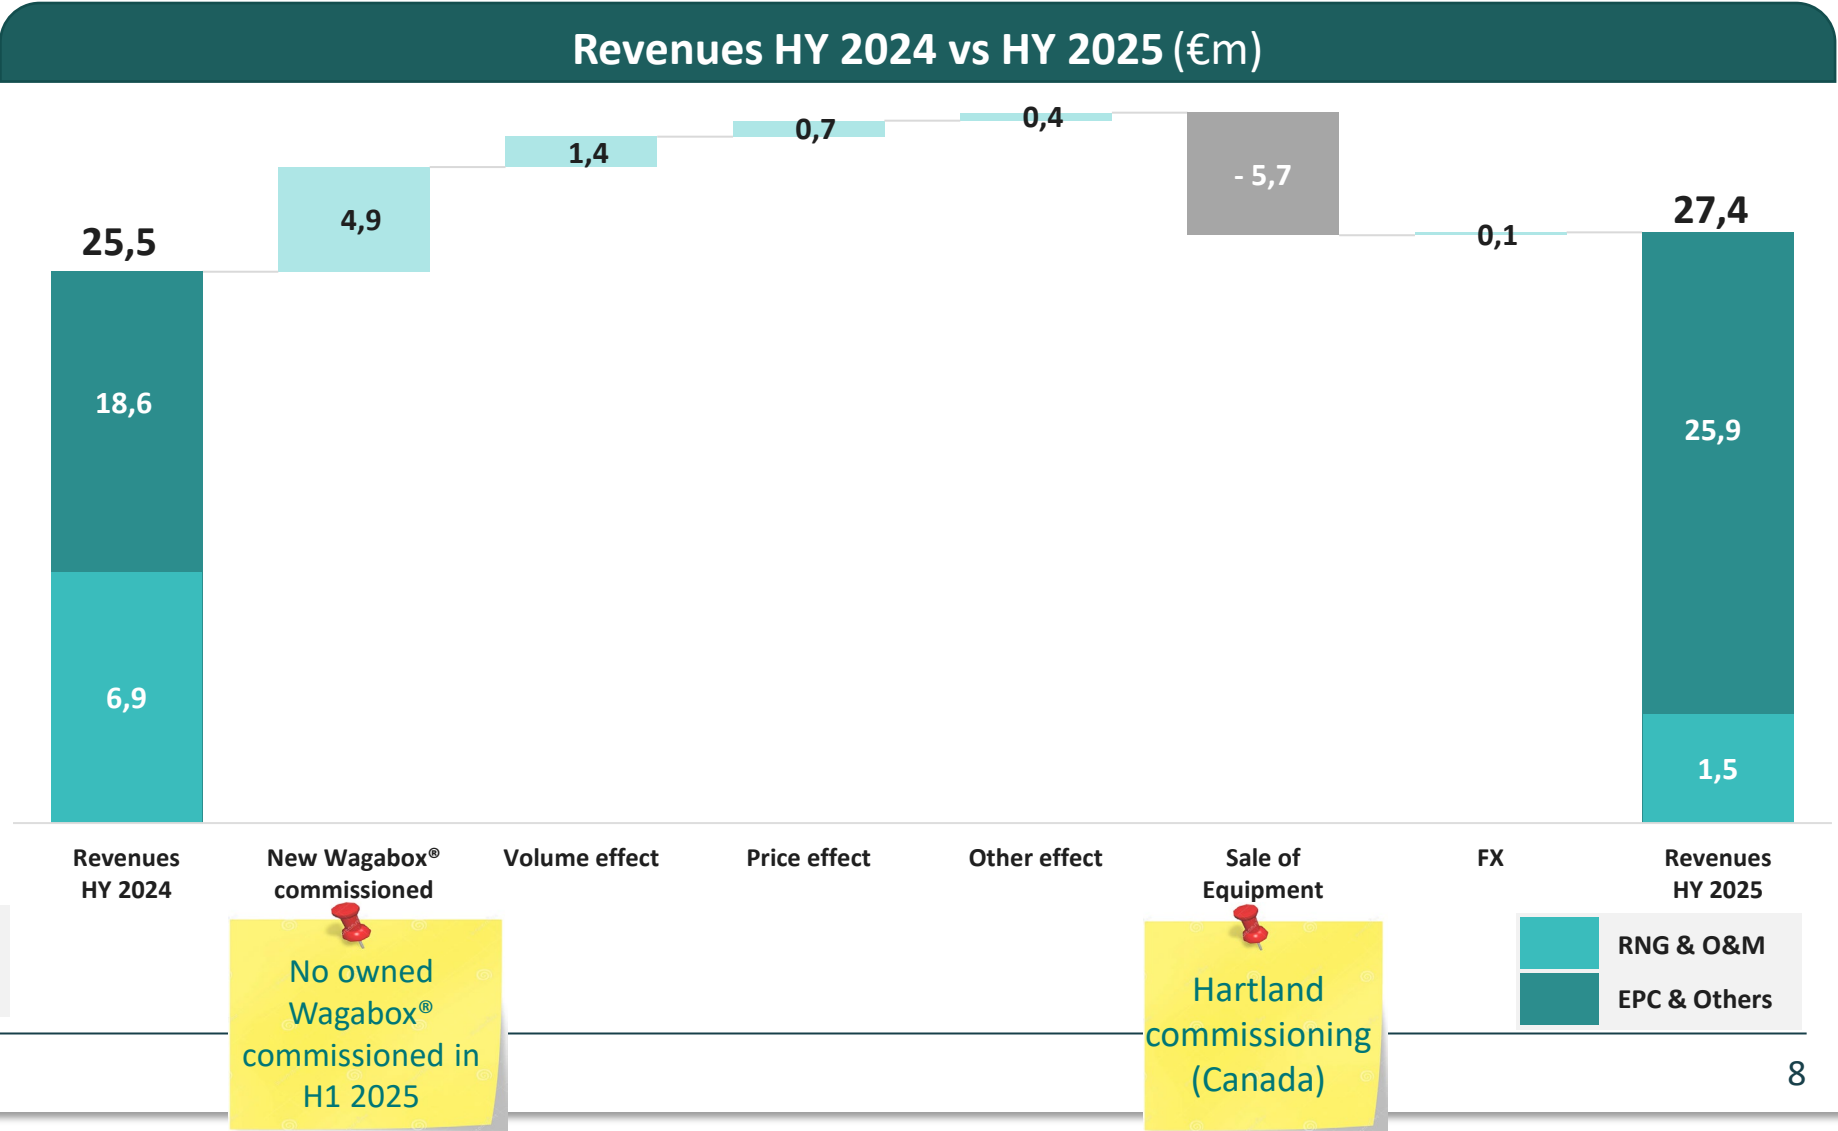 Revenues HY 2024 vs HY 2025 (€m)
25,5
18,6
6,9
4,9
1,4
0,7
0,4
- 5,7
0,1
27,4
25,9
1,5
Revenues
HY 2024
New Wagabox®
commissioned
Volume effect
Price effect
Other effect
Sale of
Equipment
FX
Revenues
HY 2025
No owned
Wagabox®
commissioned in
H1 2025
Hartland
commissioning
(Canada)
RNG & O&M
EPC & Others
8